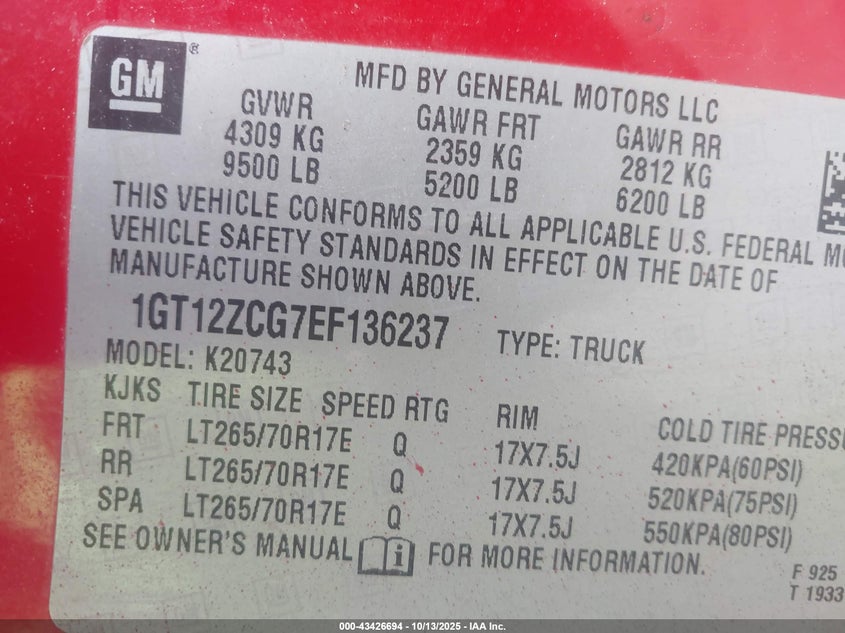 GM ®
MFD BY GENERAL MOTORS LLC
GVWR GAWR FRT GAWR RR
4309 KG 2359 KG 2812 KG
9500 LB 5200 LB 6200 LB
THIS VEHICLE CONFORMS TO ALL APPLICABLE U.S. FEDERAL
VEHICLE SAFETY STANDARDS IN EFFECT ON THE DATE OF
MANUFACTURE SHOWN ABOVE.
1GT12ZCG7EF136237 TYPE: TRUCK
MODEL: K20743
KJKS TIRE SIZE SPEED RTG RIM COLD TIRE
FRT LT265/70R17E Q 17X7.5J 420KPA(60PSI)
RR LT265/70R17E Q 17X7.5J 520KPA(75PSI)
SPA LT265/70R17E Q 17X7.5J 550KPA(80PSI)
SEE OWNER'S MANUAL i FOR MORE INFORMATION.
F 925
T 1933
000-43426694 - 10/13/2025 - IAA Inc.